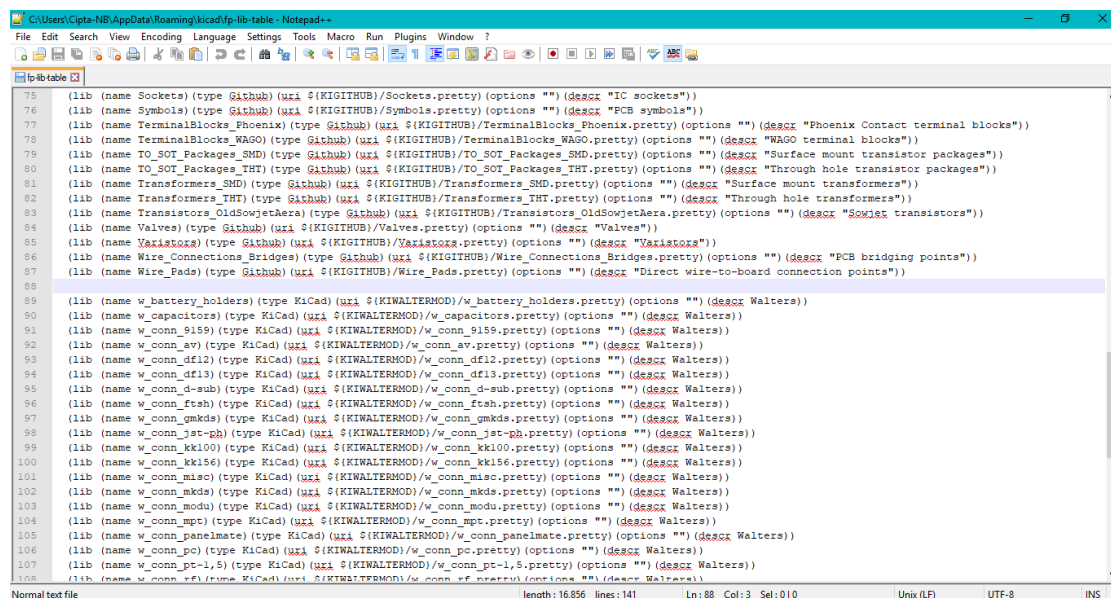 C:\Users\Cipta-NB\AppData\Roaming\kicad\fp-lib-table - Notepad++
File Edit Search View Encoding Language Settings Tools Macro Run Plugins Window ?
fp-lib-table
75 (lib (name Sockets)(type Github)(uri ${KIGITHUB}/Sockets.pretty)(options "")(descr "IC sockets"))
76 (lib (name Symbols)(type Github)(uri ${KIGITHUB}/Symbols.pretty)(options "")(descr "PCB symbols"))
77 (lib (name TerminalBlocks_Phoenix)(type Github)(uri ${KIGITHUB}/TerminalBlocks_Phoenix.pretty)(options "")(descr "Phoenix Contact terminal blocks"))
78 (lib (name TerminalBlocks_WAGO)(type Github)(uri ${KIGITHUB}/TerminalBlocks_WAGO.pretty)(options "")(descr "WAGO terminal blocks"))
79 (lib (name TO_SOT_Packages_SMD)(type Github)(uri ${KIGITHUB}/TO_SOT_Packages_SMD.pretty)(options "")(descr "Surface mount transistor packages"))
80 (lib (name TO_SOT_Packages_THT)(type Github)(uri ${KIGITHUB}/TO_SOT_Packages_THT.pretty)(options "")(descr "Through hole transistor packages"))
81 (lib (name Transformers_SMD)(type Github)(uri ${KIGITHUB}/Transformers_SMD.pretty)(options "")(descr "Surface mount transformers"))
82 (lib (name Transformers_THT)(type Github)(uri ${KIGITHUB}/Transformers_THT.pretty)(options "")(descr "Through hole transformers"))
83 (lib (name Transistors_OldSowjetAera)(type Github)(uri ${KIGITHUB}/Transistors_OldSowjetAera.pretty)(options "")(descr "Sowjet transistors"))
84 (lib (name Valves)(type Github)(uri ${KIGITHUB}/Valves.pretty)(options "")(descr "Valves"))
85 (lib (name Varistors)(type Github)(uri ${KIGITHUB}/Varistors.pretty)(options "")(descr "Varistors"))
86 (lib (name Wire_Connections_Bridges)(type Github)(uri ${KIGITHUB}/Wire_Connections_Bridges.pretty)(options "")(descr "PCB bridging points"))
87 (lib (name Wire_Pads)(type Github)(uri ${KIGITHUB}/Wire_Pads.pretty)(options "")(descr "Direct wire-to-board connection points"))
88
89 (lib (name w_battery_holders)(type KiCad)(uri ${KIWALTERMOD}/w_battery_holders.pretty)(options "")(descr Walters))
90 (lib (name w_capacitors)(type KiCad)(uri ${KIWALTERMOD}/w_capacitors.pretty)(options "")(descr Walters))
91 (lib (name w_conn_9159)(type KiCad)(uri ${KIWALTERMOD}/w_conn_9159.pretty)(options "")(descr Walters))
92 (lib (name w_conn_av)(type KiCad)(uri ${KIWALTERMOD}/w_conn_av.pretty)(options "")(descr Walters))
93 (lib (name w_conn_df12)(type KiCad)(uri ${KIWALTERMOD}/w_conn_df12.pretty)(options "")(descr Walters))
94 (lib (name w_conn_df13)(type KiCad)(uri ${KIWALTERMOD}/w_conn_df13.pretty)(options "")(descr Walters))
95 (lib (name w_conn_d-sub)(type KiCad)(uri ${KIWALTERMOD}/w_conn_d-sub.pretty)(options "")(descr Walters))
96 (lib (name w_conn_ftsh)(type KiCad)(uri ${KIWALTERMOD}/w_conn_ftsh.pretty)(options "")(descr Walters))
97 (lib (name w_conn_gmkds)(type KiCad)(uri ${KIWALTERMOD}/w_conn_gmkds.pretty)(options "")(descr Walters))
98 (lib (name w_conn_jst-ph)(type KiCad)(uri ${KIWALTERMOD}/w_conn_jst-ph.pretty)(options "")(descr Walters))
99 (lib (name w_conn_kk100)(type KiCad)(uri ${KIWALTERMOD}/w_conn_kk100.pretty)(options "")(descr Walters))
100 (lib (name w_conn_kk156)(type KiCad)(uri ${KIWALTERMOD}/w_conn_kk156.pretty)(options "")(descr Walters))
101 (lib (name w_conn_misc)(type KiCad)(uri ${KIWALTERMOD}/w_conn_misc.pretty)(options "")(descr Walters))
102 (lib (name w_conn_mkds)(type KiCad)(uri ${KIWALTERMOD}/w_conn_mkds.pretty)(options "")(descr Walters))
103 (lib (name w_conn_modu)(type KiCad)(uri ${KIWALTERMOD}/w_conn_modu.pretty)(options "")(descr Walters))
104 (lib (name w_conn_mpt)(type KiCad)(uri ${KIWALTERMOD}/w_conn_mpt.pretty)(options "")(descr Walters))
105 (lib (name w_conn_panelmate)(type KiCad)(uri ${KIWALTERMOD}/w_conn_panelmate.pretty)(options "")(descr Walters))
106 (lib (name w_conn_pc)(type KiCad)(uri ${KIWALTERMOD}/w_conn_pc.pretty)(options "")(descr Walters))
107 (lib (name w_conn_pt-1,5)(type KiCad)(uri ${KIWALTERMOD}/w_conn_pt-1,5.pretty)(options "")(descr Walters))
108 (lib (name w_conn_rf)(type KiCad)(uri ${KIWALTERMOD}/w_conn_rf.pretty)(options "")(descr Walters))
Normal text file length : 16.856 lines : 141 Ln : 88 Col : 3 Sel : 0 | 0 Unix (LF) UTF-8 INS